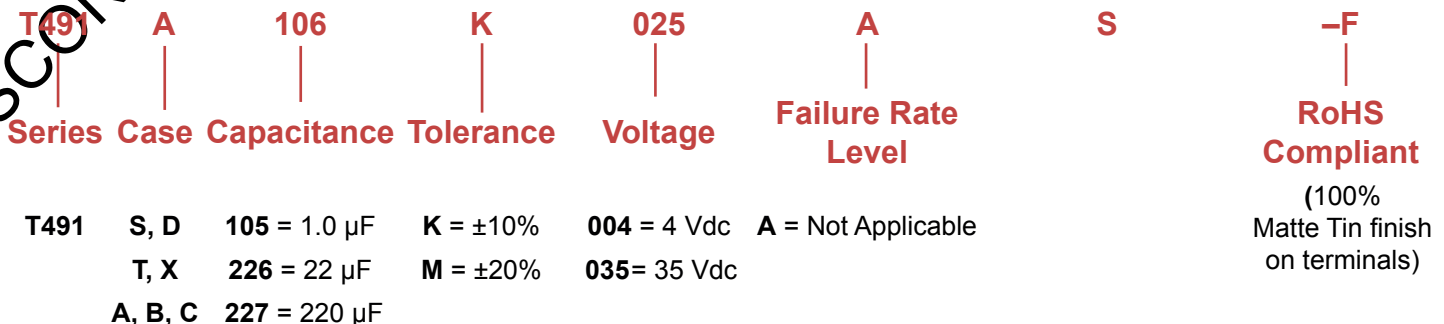 T491 A 106 K 025 A S –F
Series Case Capacitance Tolerance Voltage Failure Rate Level RoHS Compliant
(100% Matte Tin finish on terminals)
T491 S, D 105 = 1.0 µF K = ±10% 004 = 4 Vdc A = Not Applicable
T, X 226 = 22 µF M = ±20% 035= 35 Vdc
A, B, C 227 = 220 µF